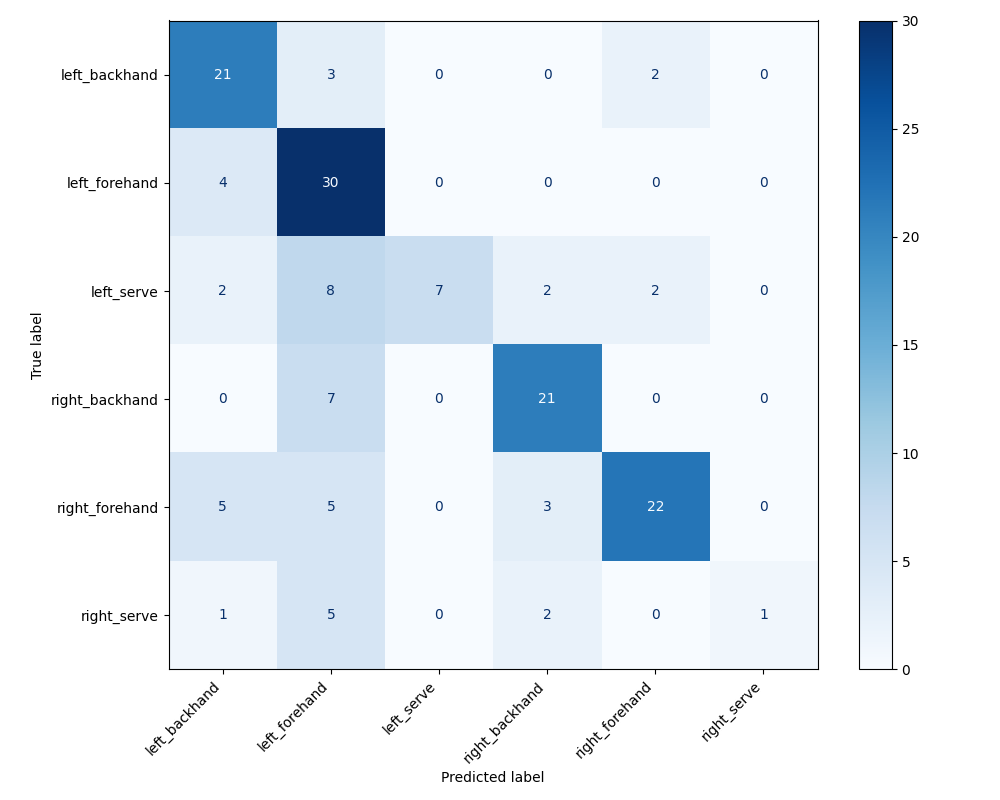 left_backhand 21 3 0 0 2 0
left_forehand 4 30 0 0 0 0
left_serve 2 8 7 2 2 0
right_backhand 0 7 0 21 0 0
right_forehand 5 5 0 3 22 0
right_serve 1 5 0 2 0 1
True label
left_backhand left_forehand left_serve right_backhand right_forehand right_serve
Predicted label
30
25
20
15
10
5
0